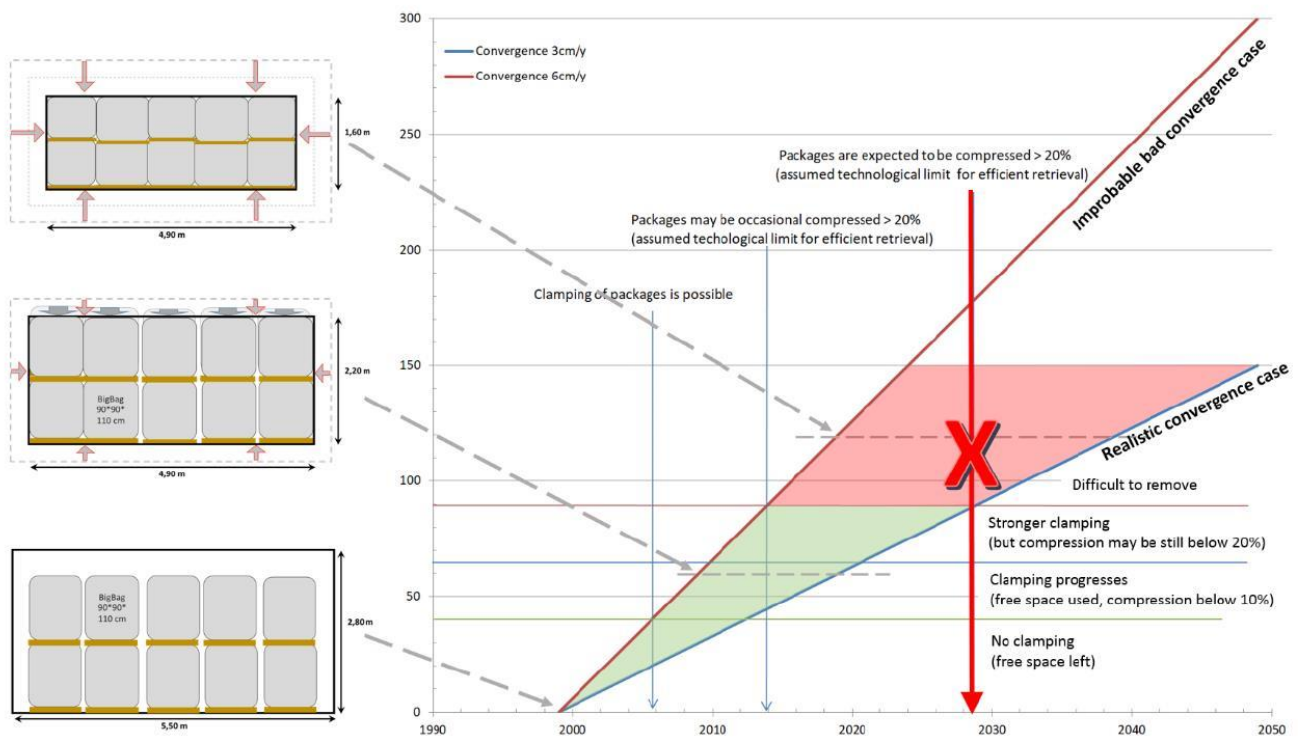 1,60 m
4,90 m
BigBag
90*90*
110 cm
2,20 m
4,90 m
BigBag
90*90*
110 cm
2,80 m
5,50 m
300
250
200
150
100
50
0
Convergence 3cm/y
Convergence 6cm/y
Packages are expected to be compressed > 20%
(assumed technological limit for efficient retrieval)
Packages may be occasional compressed > 20%
(assumed techological limit for efficient retrieval)
Clamping of packages is possible
Improbable bad convergence case
Realistic convergence case
X
Difficult to remove
Stronger clamping
(but compression may be still below 20%)
Clamping progresses
(free space used, compression below 10%)
No clamping
(free space left)
1990
2000
2010
2020
2030
2040
2050